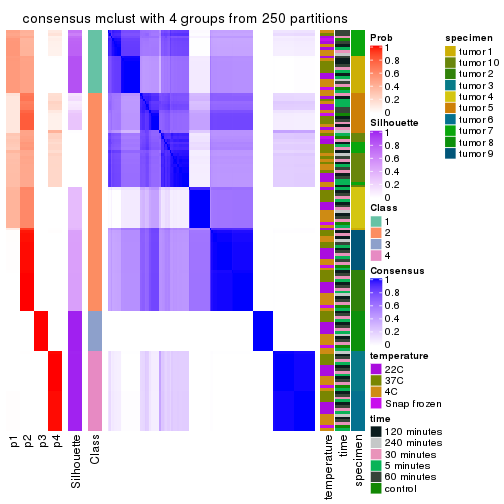 consensus mclust with 4 groups from 250 partitions
p1
p2
p3
p4
Silhouette
Class
temperature
time
specimen
Prob
1
0.8
0.6
0.4
0.2
0
Silhouette
1
0.8
0.6
0.4
0.2
0
Class
1
2
3
4
Consensus
1
0.8
0.6
0.4
0.2
0
temperature
22C
37C
4C
Snap frozen
time
120 minutes
240 minutes
30 minutes
5 minutes
60 minutes
control
specimen
tumor 1
tumor 10
tumor 2
tumor 3
tumor 4
tumor 5
tumor 6
tumor 7
tumor 8
tumor 9